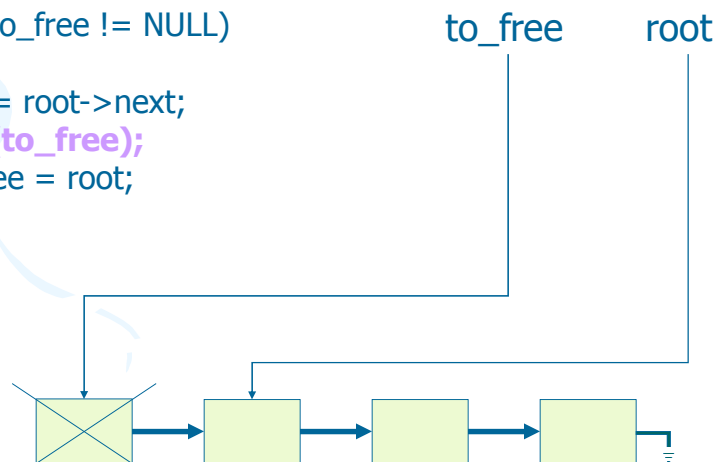 o_free != NULL)
to_free root
= root->next;
to_free);
ee = root;